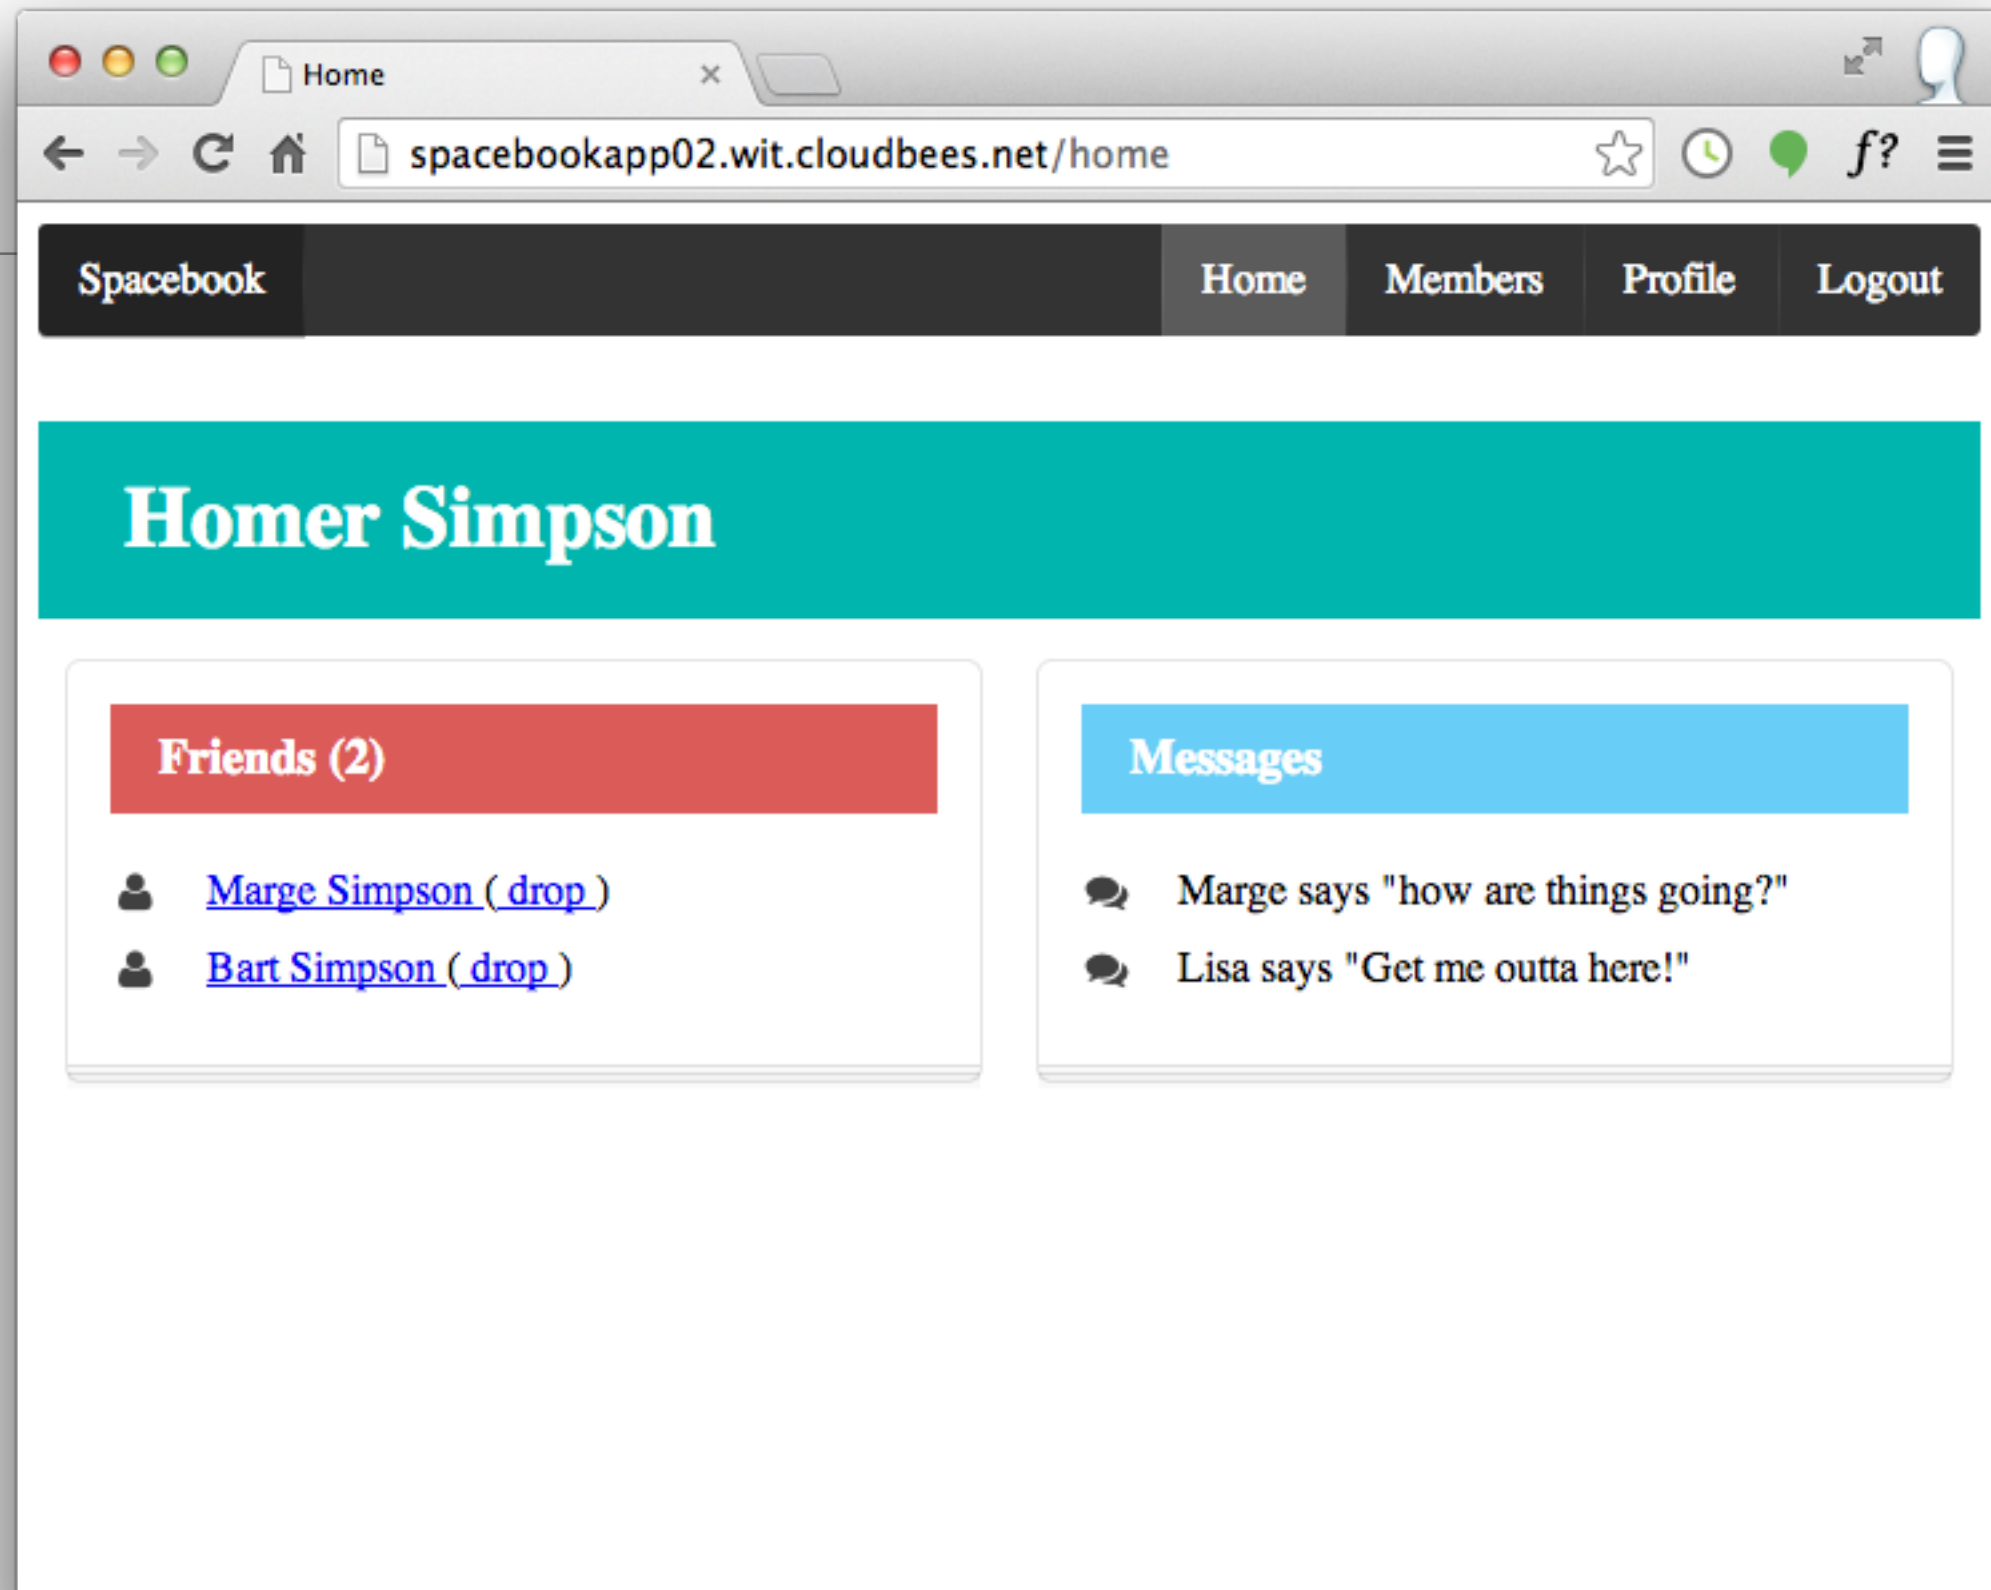 Home
spacebookapp02.wit.cloudbees.net/home
f?
Spacebook Home Members Profile Logout
Homer Simpson
Friends (2)
Marge Simpson ( drop )
Bart Simpson ( drop )
Messages
Marge says "how are things going?"
Lisa says "Get me outta here!"